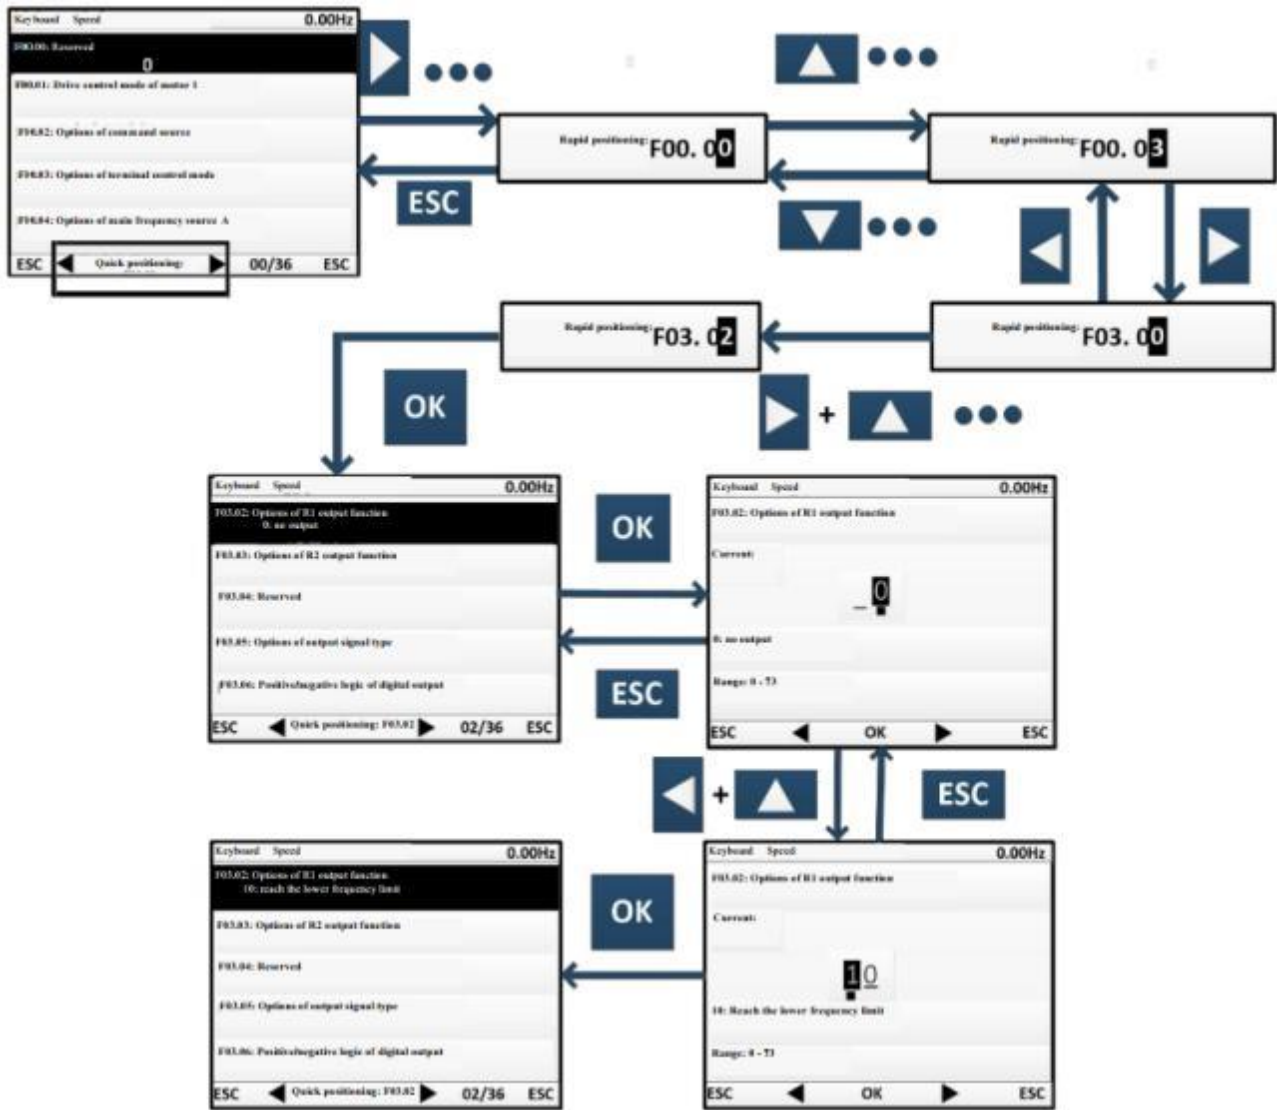 Keyboard Speed 0.00Hz
F03.00: Reserved
0
F00.01: Drive control mode of motor 1
F00.02: Options of command source
F00.03: Options of terminal control mode
F00.04: Options of main frequency source A
ESC ◀ Quick positioning: ▶ 00/36 ESC
ESC
Rapid positioning: F00. 00
Rapid positioning: F00. 03
Rapid positioning: F03. 02
Rapid positioning: F03. 00
OK
+
Keyboard Speed 0.00Hz
F03.02: Options of R1 output function
0: no output
F03.03: Options of R2 output function
F03.04: Reserved
F03.05: Options of output signal type
F03.06: Positive/negative logic of digital output
ESC ◀ Quick positioning: F03.02 ▶ 02/36 ESC
OK
ESC
Keyboard Speed 0.00Hz
F03.02: Options of R1 output function
Current:
_0
0: no output
Range: 0 - 73
ESC ◀ OK ▶ ESC
+
ESC
Keyboard Speed 0.00Hz
F03.02: Options of R1 output function
10: reach the lower frequency limit
F03.03: Options of R2 output function
F03.04: Reserved
F03.05: Options of output signal type
F03.06: Positive/negative logic of digital output
ESC ◀ Quick positioning: F03.02 ▶ 02/36 ESC
OK
Keyboard Speed 0.00Hz
F03.02: Options of R1 output function
Current:
10
10: Reach the lower frequency limit
Range: 0 - 73
ESC ◀ OK ▶ ESC